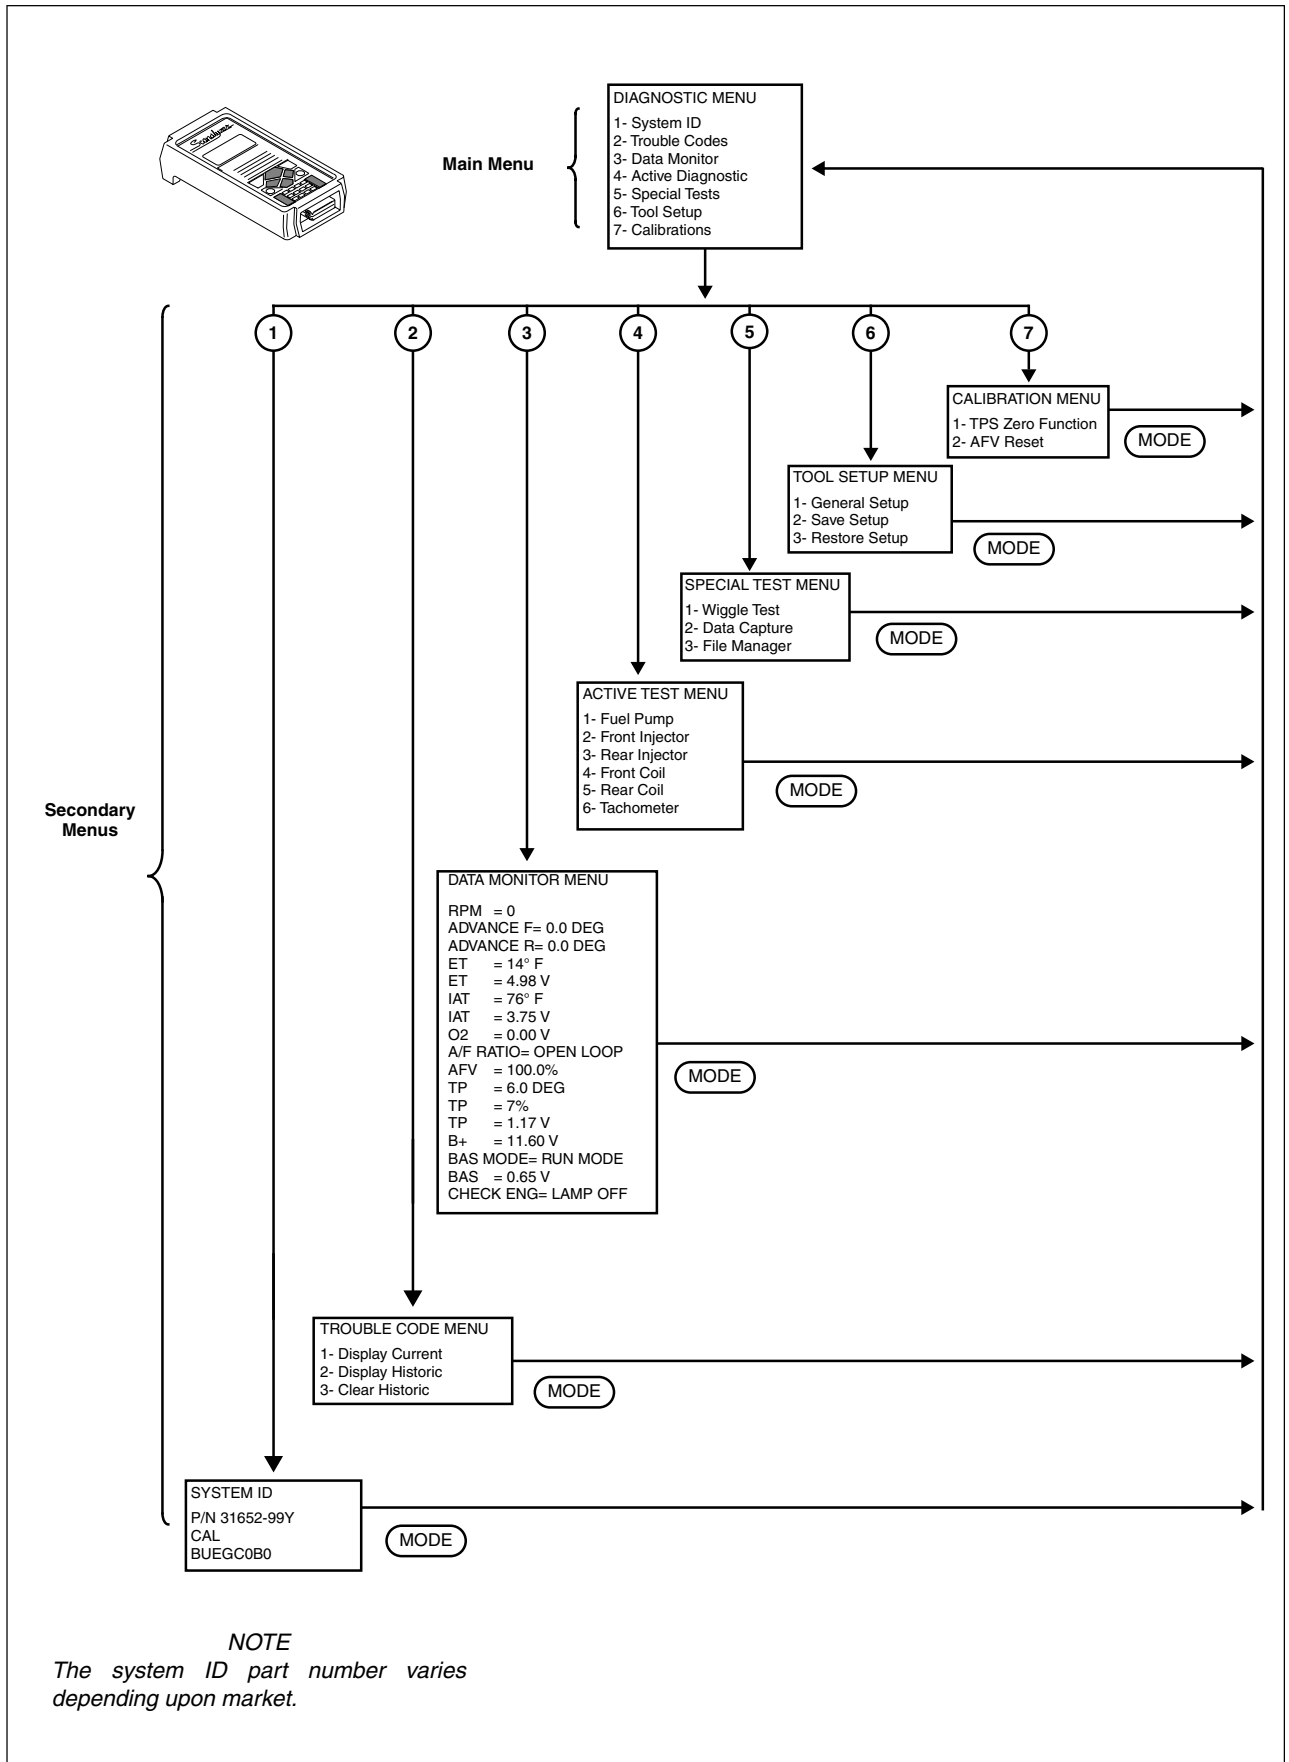 Scanalyzer
Main Menu
DIAGNOSTIC MENU
1- System ID
2- Trouble Codes
3- Data Monitor
4- Active Diagnostic
5- Special Tests
6- Tool Setup
7- Calibrations
1
2
3
4
5
6
7
CALIBRATION MENU
1- TPS Zero Function
2- AFV Reset
MODE
TOOL SETUP MENU
1- General Setup
2- Save Setup
3- Restore Setup
MODE
SPECIAL TEST MENU
1- Wiggle Test
2- Data Capture
3- File Manager
MODE
ACTIVE TEST MENU
1- Fuel Pump
2- Front Injector
3- Rear Injector
4- Front Coil
5- Rear Coil
6- Tachometer
MODE
Secondary
Menus
DATA MONITOR MENU
RPM = 0
ADVANCE F= 0.0 DEG
ADVANCE R= 0.0 DEG
ET = 14° F
ET = 4.98 V
IAT = 76° F
IAT = 3.75 V
O2 = 0.00 V
A/F RATIO= OPEN LOOP
AFV = 100.0%
TP = 6.0 DEG
TP = 7%
TP = 1.17 V
B+ = 11.60 V
BAS MODE= RUN MODE
BAS = 0.65 V
CHECK ENG= LAMP OFF
MODE
TROUBLE CODE MENU
1- Display Current
2- Display Historic
3- Clear Historic
MODE
SYSTEM ID
P/N 31652-99Y
CAL
BUEGC0B0
MODE
NOTE
The system ID part number varies
depending upon market.